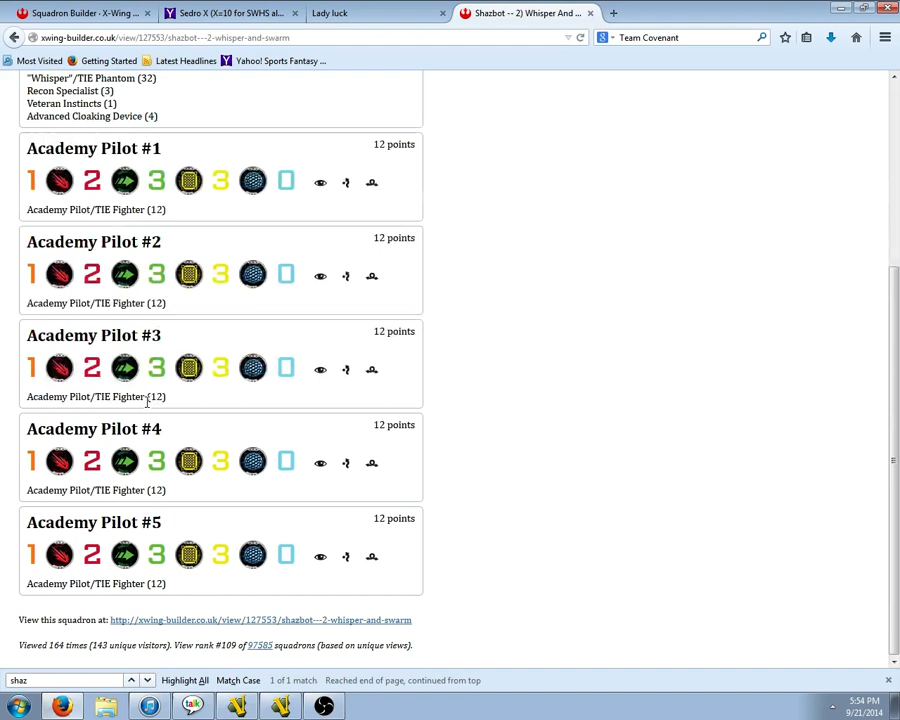 Squadron Builder - X-Wing ...
Sedro X (X=10 for SWHS al...
Lady luck
Shazbot -- 2) Whisper And ...
xwing-builder.co.uk/view/127553/shazbot---2-whisper-and-swarm
Team Covenant
Most Visited
Getting Started
Latest Headlines
Yahoo! Sports Fantasy ...
"Whisper"/TIE Phantom (32)
Recon Specialist (3)
Veteran Instincts (1)
Advanced Cloaking Device (4)
Academy Pilot #1
12 points
1 2 3 3 0
Academy Pilot/TIE Fighter (12)
Academy Pilot #2
12 points
1 2 3 3 0
Academy Pilot/TIE Fighter (12)
Academy Pilot #3
12 points
1 2 3 3 0
Academy Pilot/TIE Fighter (12)
Academy Pilot #4
12 points
1 2 3 3 0
Academy Pilot/TIE Fighter (12)
Academy Pilot #5
12 points
1 2 3 3 0
Academy Pilot/TIE Fighter (12)
View this squadron at: http://xwing-builder.co.uk/view/127553/shazbot---2-whisper-and-swarm
Viewed 164 times (143 unique visitors). View rank #109 of 97585 squadrons (based on unique views).
shaz
Highlight All
Match Case
1 of 1 match
Reached end of page, continued from top
talk
5:54 PM
9/21/2014